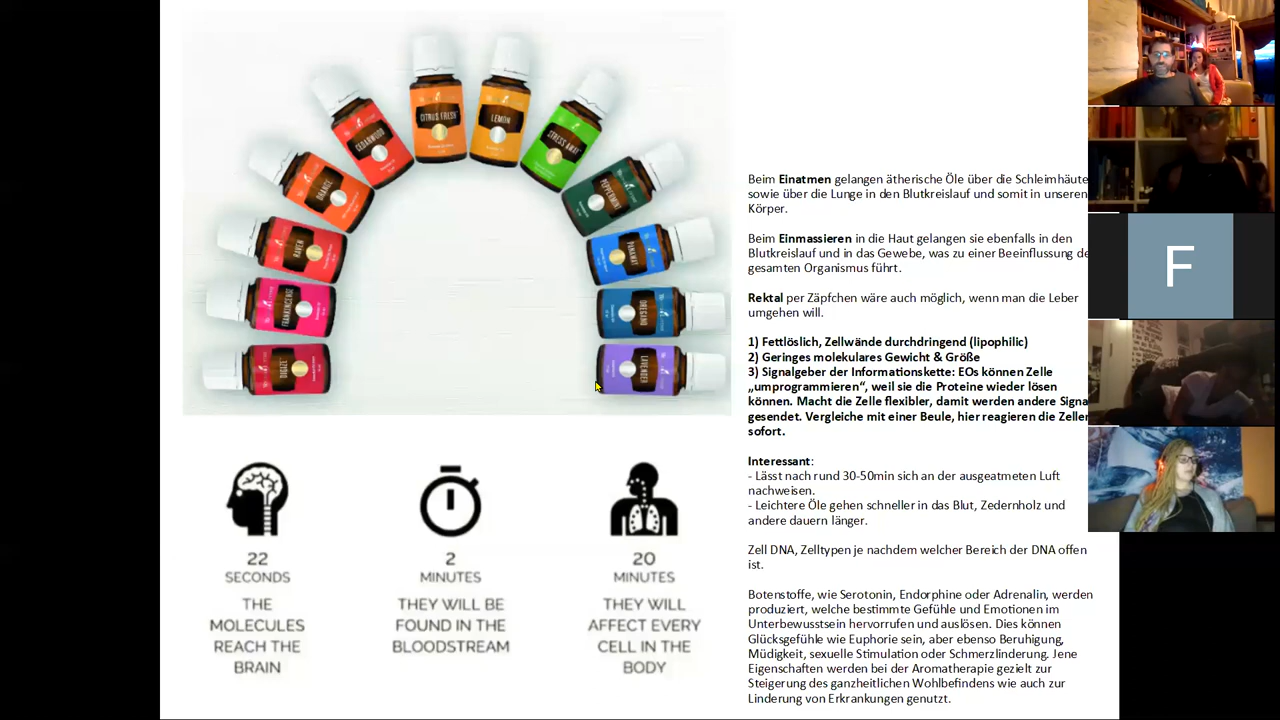 CITRUS FRESH
LEMON
CEDARWOOD
STRESS AWAY
ORANGE
PEPPERMINT
RAVEN
PANAWAY
FRANKINCENSE
OREGANO
DIGIZE
LAVENDER
22
SECONDS
THE
MOLECULES
REACH THE
BRAIN
2
MINUTES
THEY WILL BE
FOUND IN THE
BLOODSTREAM
20
MINUTES
THEY WILL
AFFECT EVERY
CELL IN THE
BODY
Beim Einatmen gelangen ätherische Öle über die Schleimhäute
sowie über die Lunge in den Blutkreislauf und somit in unseren
Körper.
Beim Einmassieren in die Haut gelangen sie ebenfalls in den
Blutkreislauf und in das Gewebe, was zu einer Beeinflussung de
gesamten Organismus führt.
Rektal per Zäpfchen wäre auch möglich, wenn man die Leber
umgehen will.
1) Fettlöslich, Zellwände durchdringend (lipophilic)
2) Geringes molekulares Gewicht & Größe
3) Signalgeber der Informationskette: EOs können Zelle
„umprogrammieren“, weil sie die Proteine wieder lösen
können. Macht die Zelle flexibler, damit werden andere Signa
gesendet. Vergleiche mit einer Beule, hier reagieren die Zellen
sofort.
Interessant:
- Lässt nach rund 30-50min sich an der ausgeatmeten Luft
nachweisen.
- Leichtere Öle gehen schneller in das Blut, Zedernholz und
andere dauern länger.
Zell DNA, Zelltypen je nachdem welcher Bereich der DNA offen
ist.
Botenstoffe, wie Serotonin, Endorphine oder Adrenalin, werden
produziert, welche bestimmte Gefühle und Emotionen im
Unterbewusstsein hervorrufen und auslösen. Dies können
Glücksgefühle wie Euphorie sein, aber ebenso Beruhigung,
Müdigkeit, sexuelle Stimulation oder Schmerzlinderung. Jene
Eigenschaften werden bei der Aromatherapie gezielt zur
Steigerung des ganzheitlichen Wohlbefindens wie auch zur
Linderung von Erkrankungen genutzt.
F